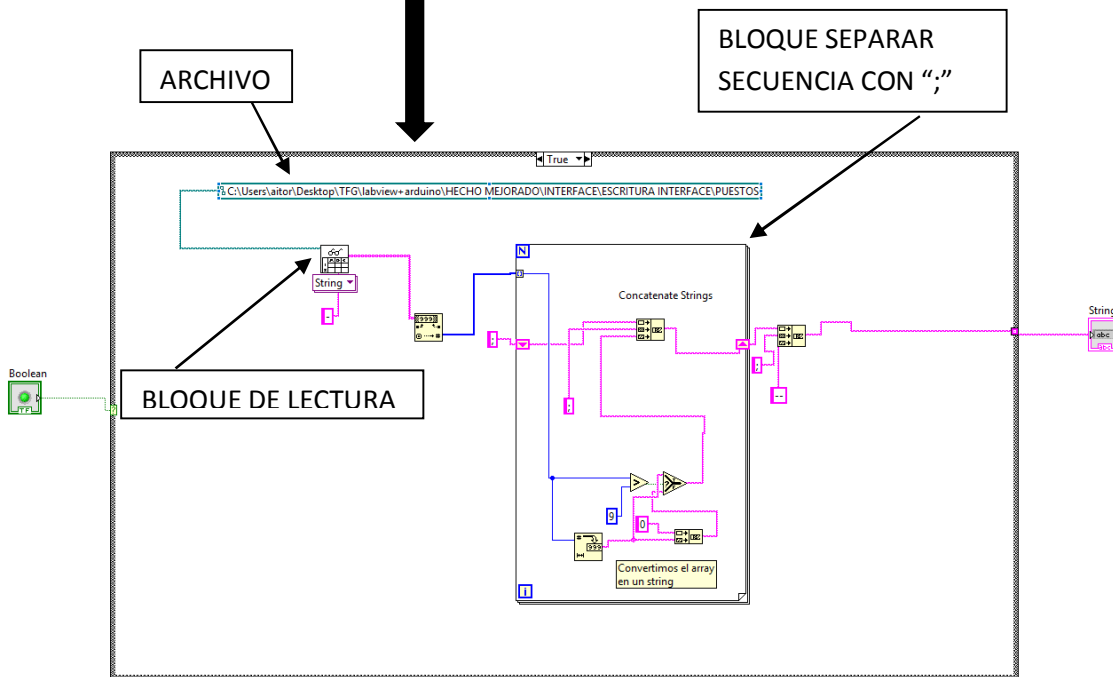 BLOQUE SEPARAR
SECUENCIA CON “;”
ARCHIVO
True
C:\Users\aitor\Desktop\TFG\labview+arduino\HECHO MEJORADO\INTERFACE\ESCRITURA INTERFACE\PUESTOS
N
String
Concatenate Strings
String
abc
-
;
;
;
--
Boolean
TF
BLOQUE DE LECTURA
>
?
9
0
Convertimos el array
en un string
i